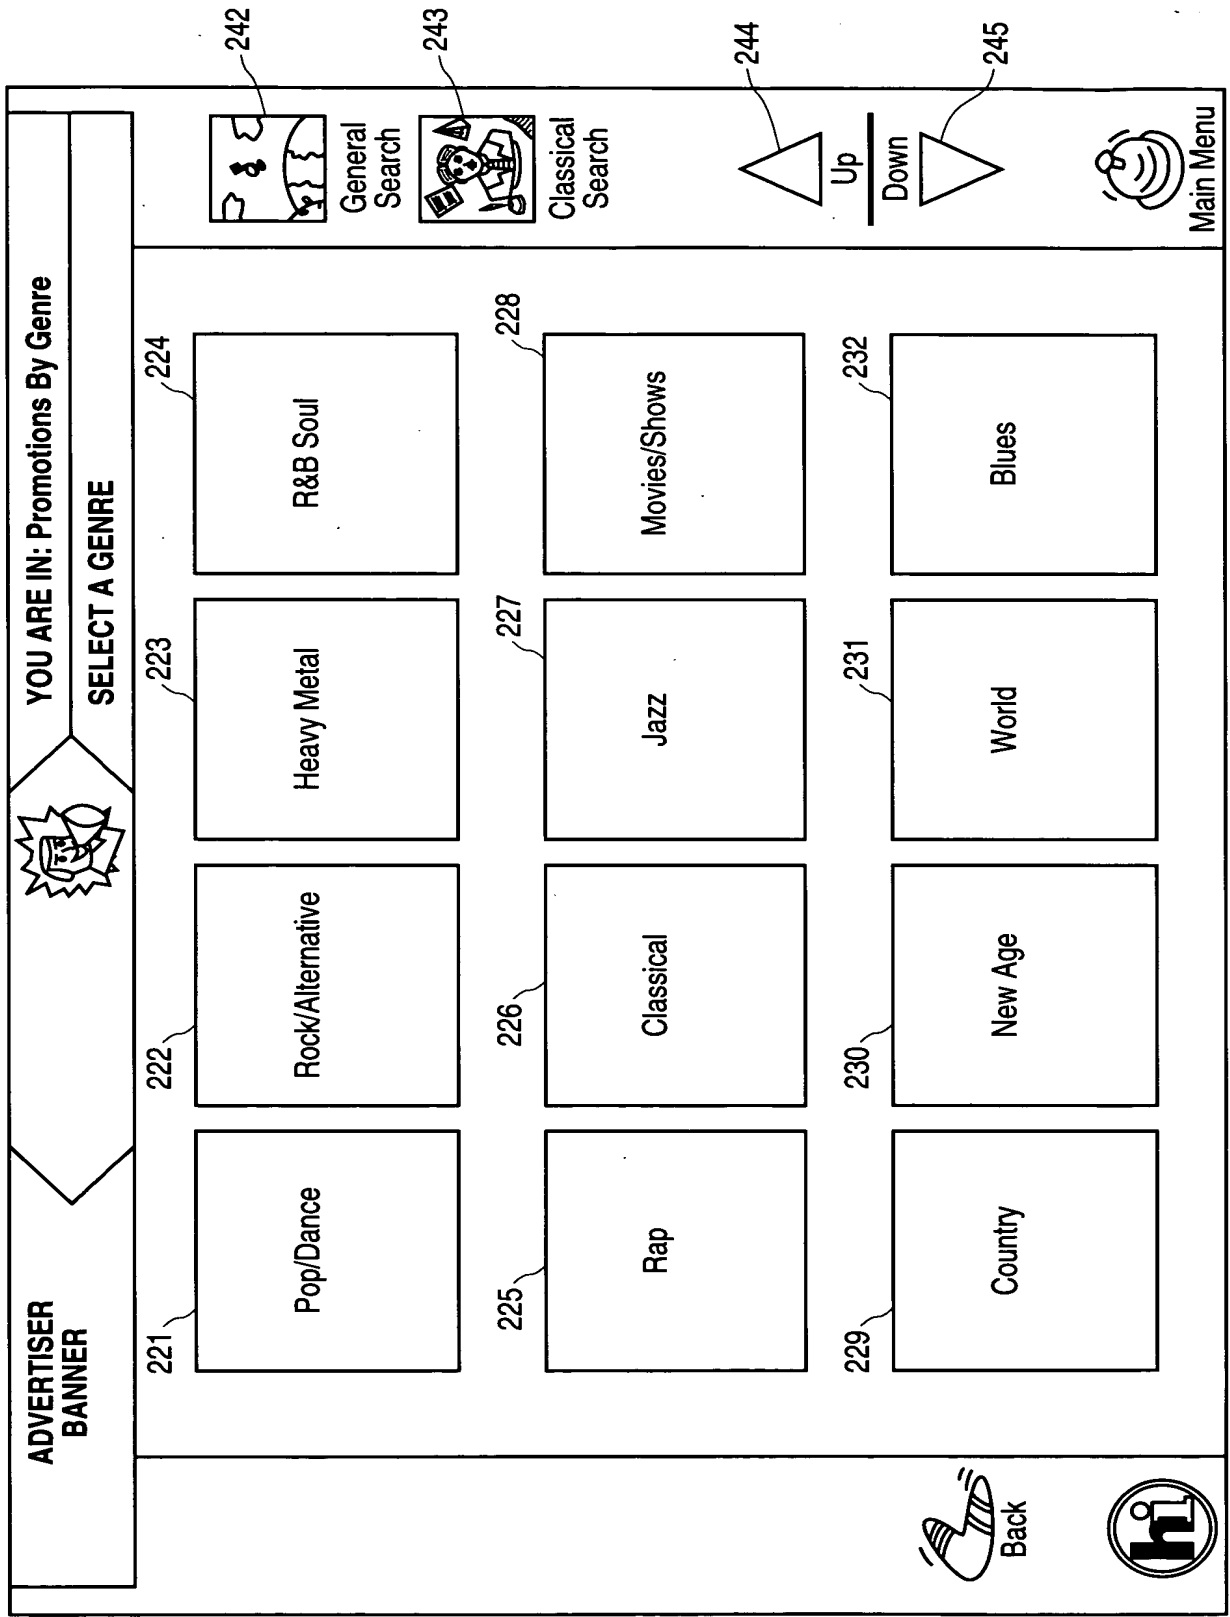 ADVERTISER
BANNER
YOU ARE IN: Promotions By Genre
SELECT A GENRE
221
Pop/Dance
222
Rock/Alternative
223
Heavy Metal
224
R&B Soul
225
Rap
226
Classical
227
Jazz
228
Movies/Shows
229
Country
230
New Age
231
World
232
Blues
242
General
Search
243
Classical
Search
244
Up
Down
245
Main Menu
Back
hi